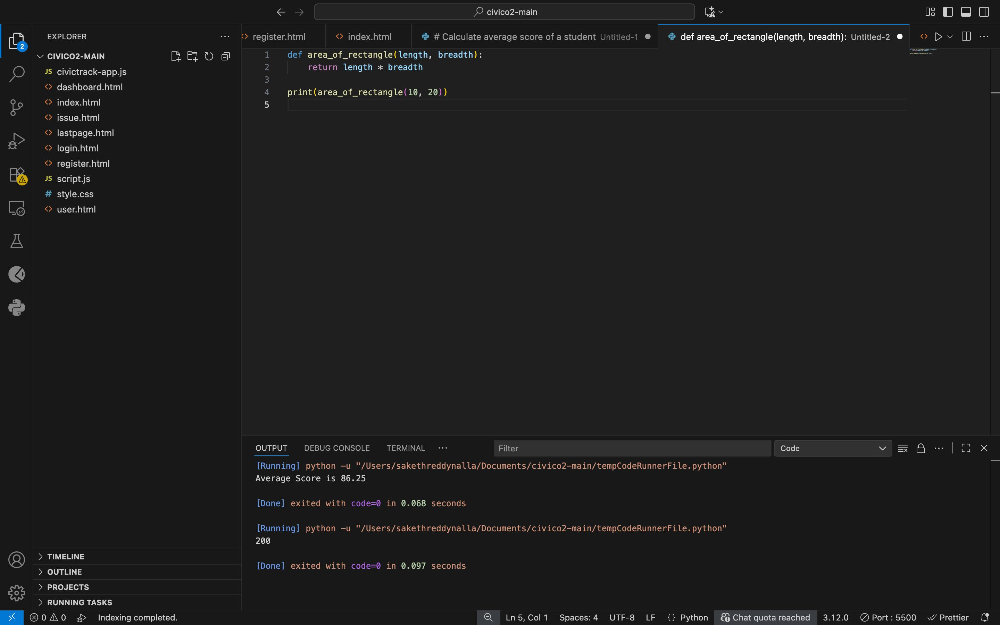 civico2-main
EXPLORER
2
CIVICO2-MAIN
JS civictrack-app.js
<> dashboard.html
<> index.html
<> issue.html
<> lastpage.html
<> login.html
<> register.html
JS script.js
# style.css
<> user.html
TIMELINE
OUTLINE
PROJECTS
RUNNING TASKS
<> register.html
<> index.html
# Calculate average score of a student Untitled-1
def area_of_rectangle(length, breadth): Untitled-2
1 def area_of_rectangle(length, breadth):
2 return length * breadth
3
4 print(area_of_rectangle(10, 20))
5
OUTPUT DEBUG CONSOLE TERMINAL
Filter
Code
[Running] python -u "/Users/sakethreddynalla/Documents/civico2-main/tempCodeRunnerFile.python"
Average Score is 86.25
[Done] exited with code=0 in 0.068 seconds
[Running] python -u "/Users/sakethreddynalla/Documents/civico2-main/tempCodeRunnerFile.python"
200
[Done] exited with code=0 in 0.097 seconds
0 0 Indexing completed.
Ln 5, Col 1 Spaces: 4 UTF-8 LF {} Python Chat quota reached 3.12.0 Port : 5500 Prettier